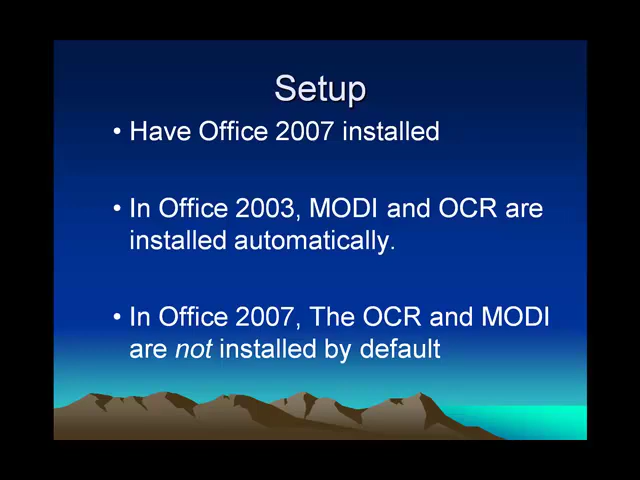 Setup
• Have Office 2007 installed
• In Office 2003, MODI and OCR are
installed automatically.
• In Office 2007, The OCR and MODI
are not installed by default